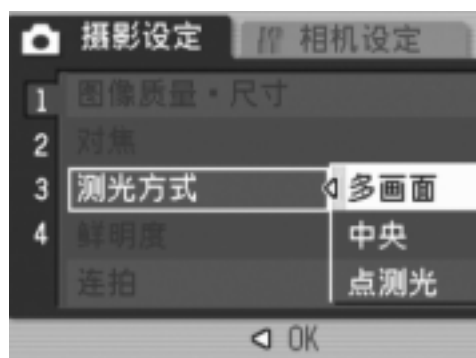 摄影设定 相机设定
1 图像质量・尺寸
2 对焦
3 测光方式 多画面
4 鲜明度 中央
连拍 点测光
OK